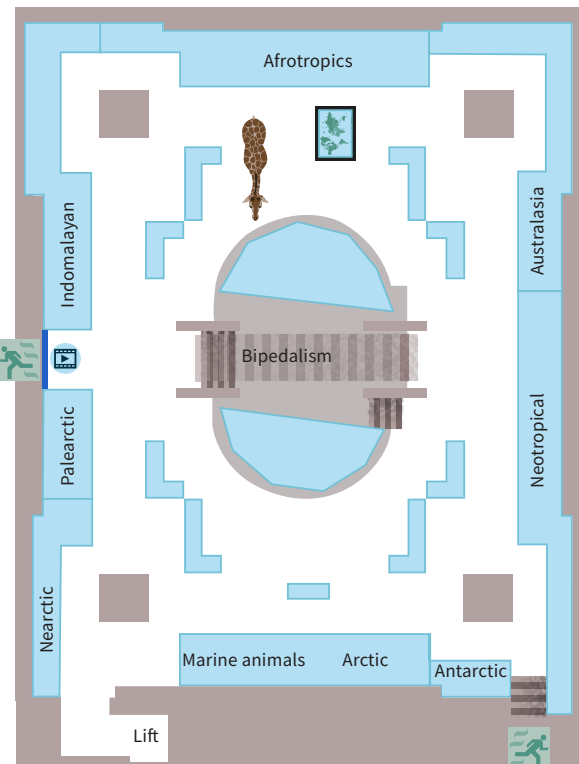 Afrotropics
Indomalayan
Australasia
Bipedalism
Palearctic
Neotropical
Nearctic
Marine animals
Arctic
Antarctic
Lift